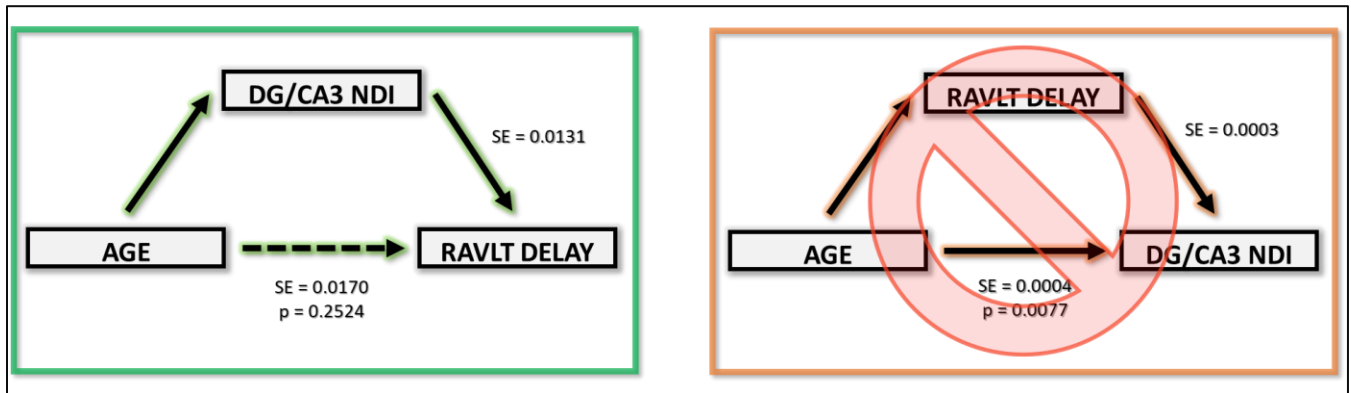 DG/CA3 NDI
SE = 0.0131
AGE
RAVLT DELAY
SE = 0.0170
p = 0.2524
RAVLT DELAY
SE = 0.0003
AGE
DG/CA3 NDI
SE = 0.0004
p = 0.0077